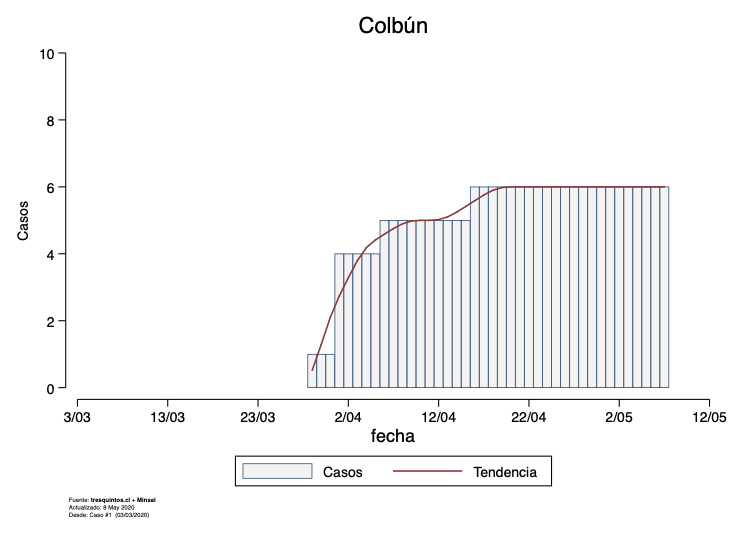 Colbún
10
8
6
4
2
0
Casos
3/03 13/03 23/03 2/04 12/04 22/04 2/05 12/05
fecha
Casos Tendencia
Fuente: tresquintos.cl + Minsal
Actualizado: 8 May 2020
Desde: Caso #1 (03/03/2020)